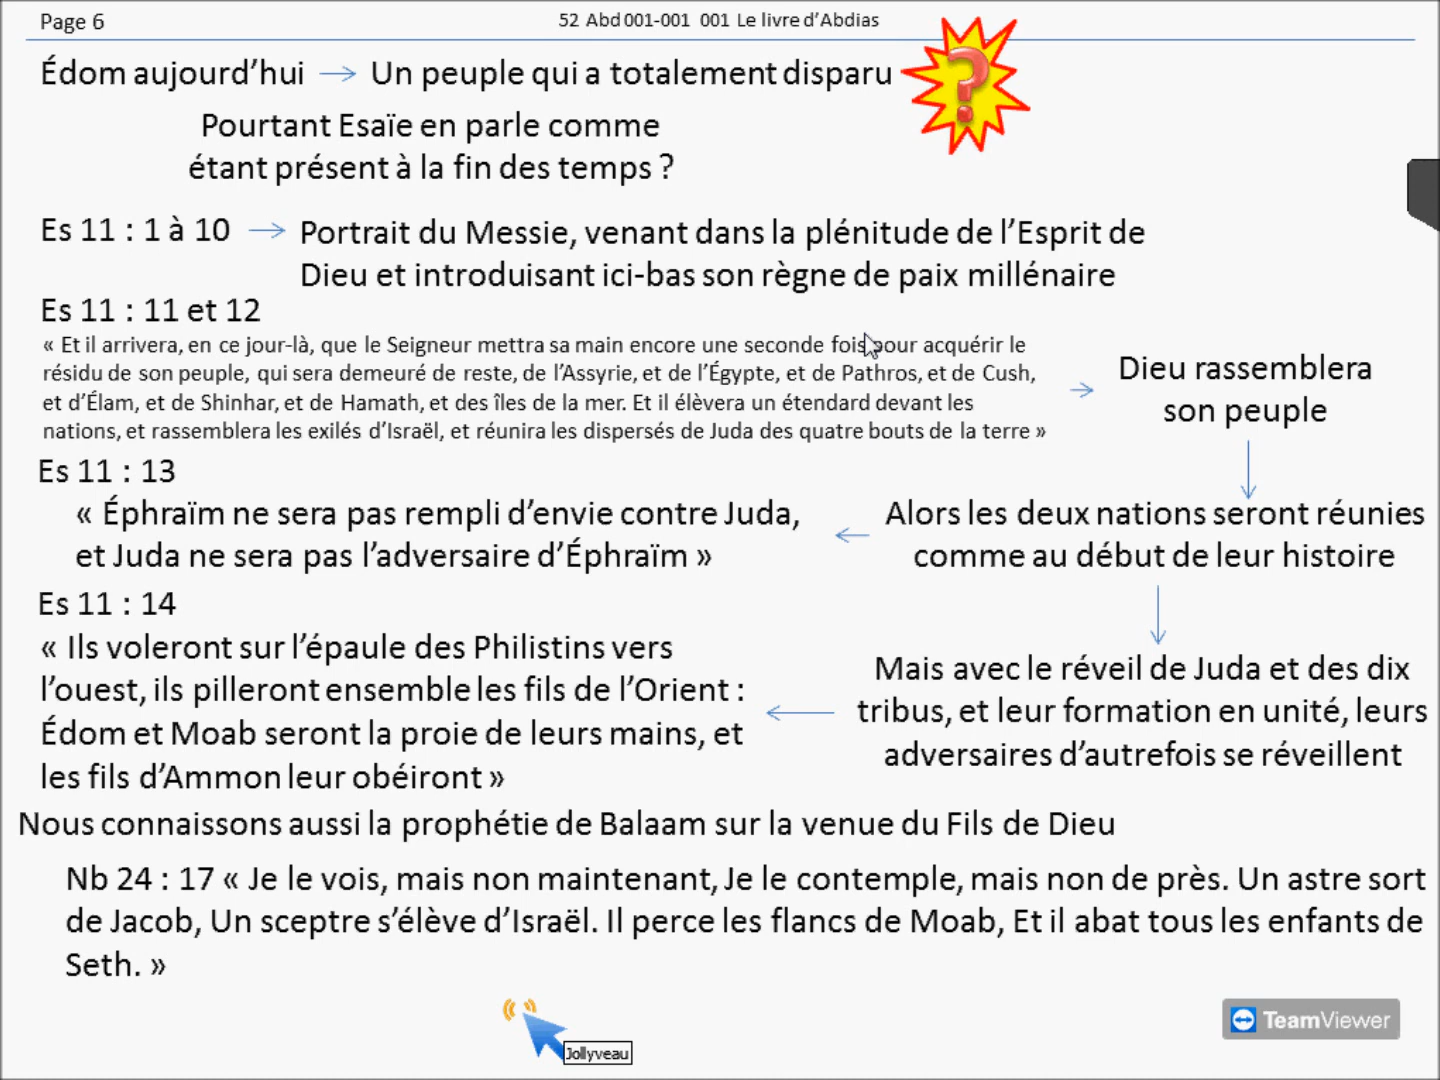 Page 6
52 Abd 001-001 001 Le livre d'Abdias
Édom aujourd'hui → Un peuple qui a totalement disparu
?
Pourtant Esaïe en parle comme
étant présent à la fin des temps ?
Es 11 : 1 à 10 → Portrait du Messie, venant dans la plénitude de l'Esprit de
Dieu et introduisant ici-bas son règne de paix millénaire
Es 11 : 11 et 12
« Et il arrivera, en ce jour-là, que le Seigneur mettra sa main encore une seconde fois pour acquérir le
résidu de son peuple, qui sera demeuré de reste, de l'Assyrie, et de l'Égypte, et de Pathros, et de Cush,
et d'Élam, et de Shinhar, et de Hamath, et des îles de la mer. Et il élèvera un étendard devant les
nations, et rassemblera les exilés d'Israël, et réunira les dispersés de Juda des quatre bouts de la terre »
Dieu rassemblera
son peuple
Es 11 : 13
« Éphraïm ne sera pas rempli d'envie contre Juda,
et Juda ne sera pas l'adversaire d'Éphraïm »
Alors les deux nations seront réunies
comme au début de leur histoire
Es 11 : 14
« Ils voleront sur l'épaule des Philistins vers
l'ouest, ils pilleront ensemble les fils de l'Orient :
Édom et Moab seront la proie de leurs mains, et
les fils d'Ammon leur obéiront »
Mais avec le réveil de Juda et des dix
tribus, et leur formation en unité, leurs
adversaires d'autrefois se réveillent
Nous connaissons aussi la prophétie de Balaam sur la venue du Fils de Dieu
Nb 24 : 17 « Je le vois, mais non maintenant, Je le contemple, mais non de près. Un astre sort
de Jacob, Un sceptre s'élève d'Israël. Il perce les flancs de Moab, Et il abat tous les enfants de
Seth. »
Jollyveau
TeamViewer